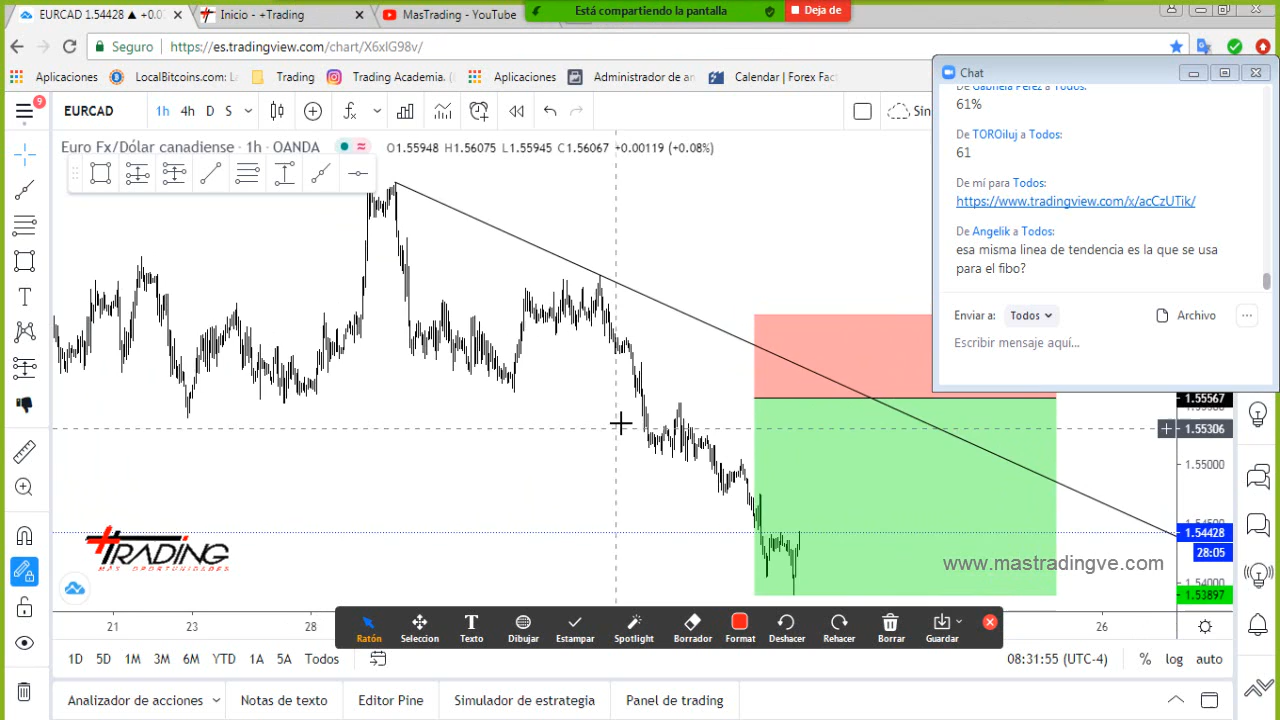 EURCAD 1.54428 ▲ +0.0
Inicio - +Trading
MasTrading - YouTube
Está compartiendo la pantalla
Deja de
Seguro
https://es.tradingview.com/chart/X6xIG98v/
Aplicaciones
LocalBitcoins.com: L
Trading
Trading Academia.
Aplicaciones
Administrador de an
Calendar | Forex Fact
9
EURCAD
1h
4h
D
S
Sin
Euro Fx/Dólar canadiense · 1h · OANDA
O1.55948 H1.56075 L1.55945 C1.56067 +0.00119 (+0.08%)
Chat
De Gabriela Pérez a Todos:
61%
De TOROiluj a Todos:
61
De mí para Todos:
https://www.tradingview.com/x/acCzUTik/
De Angelik a Todos:
esa misma linea de tendencia es la que se usa
para el fibo?
Enviar a:
Todos
Archivo
Escribir mensaje aquí...
1.55567
1.55306
1.55000
1.54428
28:05
1.54000
1.53897
+TRADING
MÁS OPORTUNIDADES
www.mastradingve.com
21
23
28
26
Ratón
Seleccion
Texto
Dibujar
Estampar
Spotlight
Borrador
Format
Deshacer
Rehacer
Borrar
Guardar
1D
5D
1M
3M
6M
YTD
1A
5A
Todos
08:31:55 (UTC-4)
%
log
auto
Analizador de acciones
Notas de texto
Editor Pine
Simulador de estrategia
Panel de trading